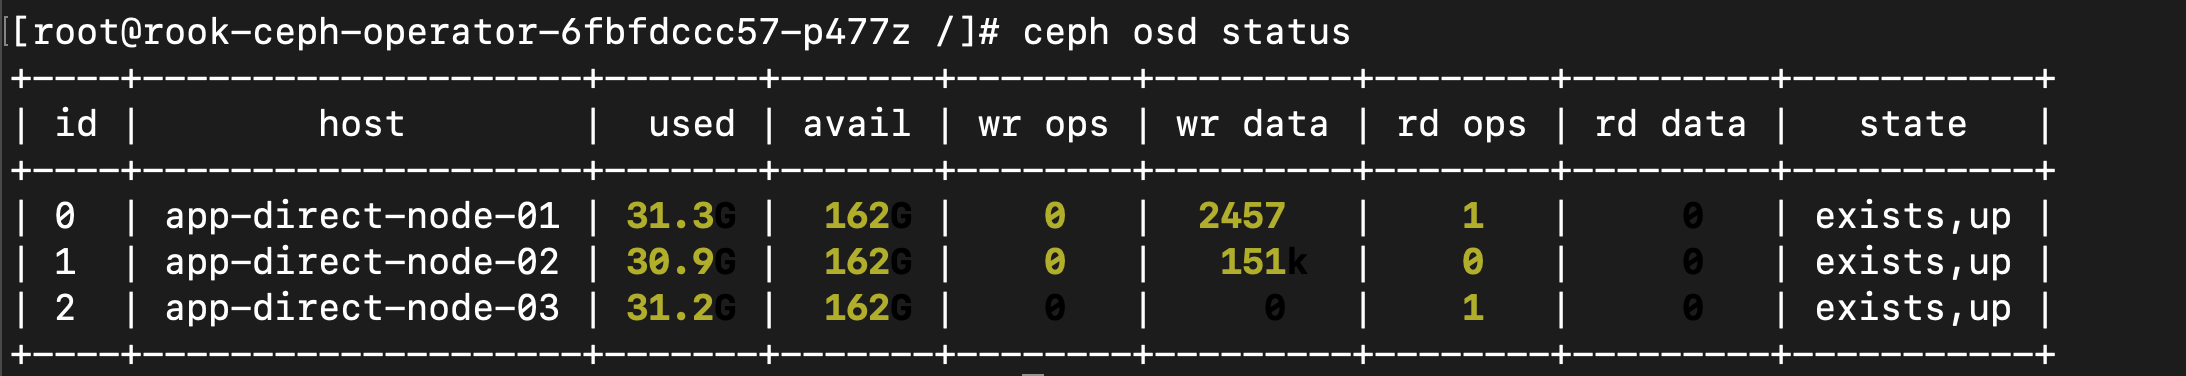 [root@rook-ceph-operator-6fbfdccc57-p477z /]# ceph osd status
+----+---------------------+-------+-------+--------+---------+--------+---------+-----------+
| id |         host        |  used | avail | wr ops | wr data | rd ops | rd data |   state   |
+----+---------------------+-------+-------+--------+---------+--------+---------+-----------+
| 0  | app-direct-node-01 | 31.3G |  162G |    0   |  2457   |    1   |     0   | exists,up |
| 1  | app-direct-node-02 | 30.9G |  162G |    0   |   151k  |    0   |     0   | exists,up |
| 2  | app-direct-node-03 | 31.2G |  162G |    0   |     0   |    1   |     0   | exists,up |
+----+---------------------+-------+-------+--------+---------+--------+---------+-----------+